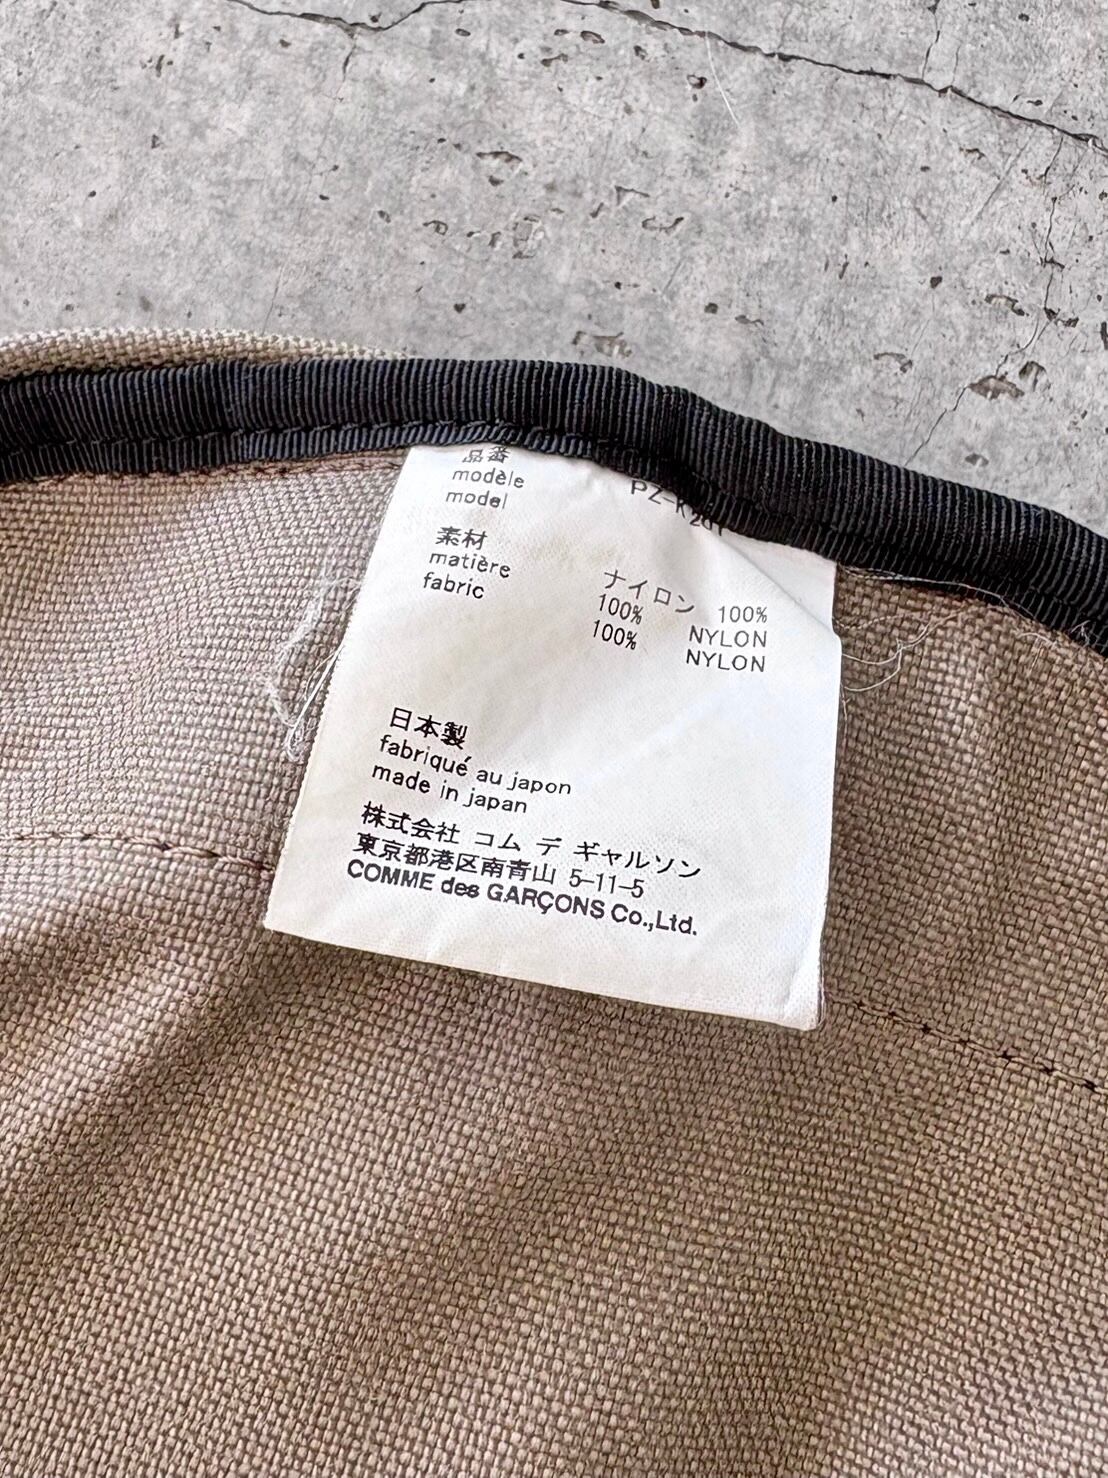 品番
modèle
model
PZ-K201
素材
matière
fabric
ナイロン 100%
100% NYLON
100% NYLON
日本製
fabriqué au japon
made in japan
株式会社 コム デ ギャルソン
東京都港区南青山 5-11-5
COMME des GARÇONS Co.,Ltd.